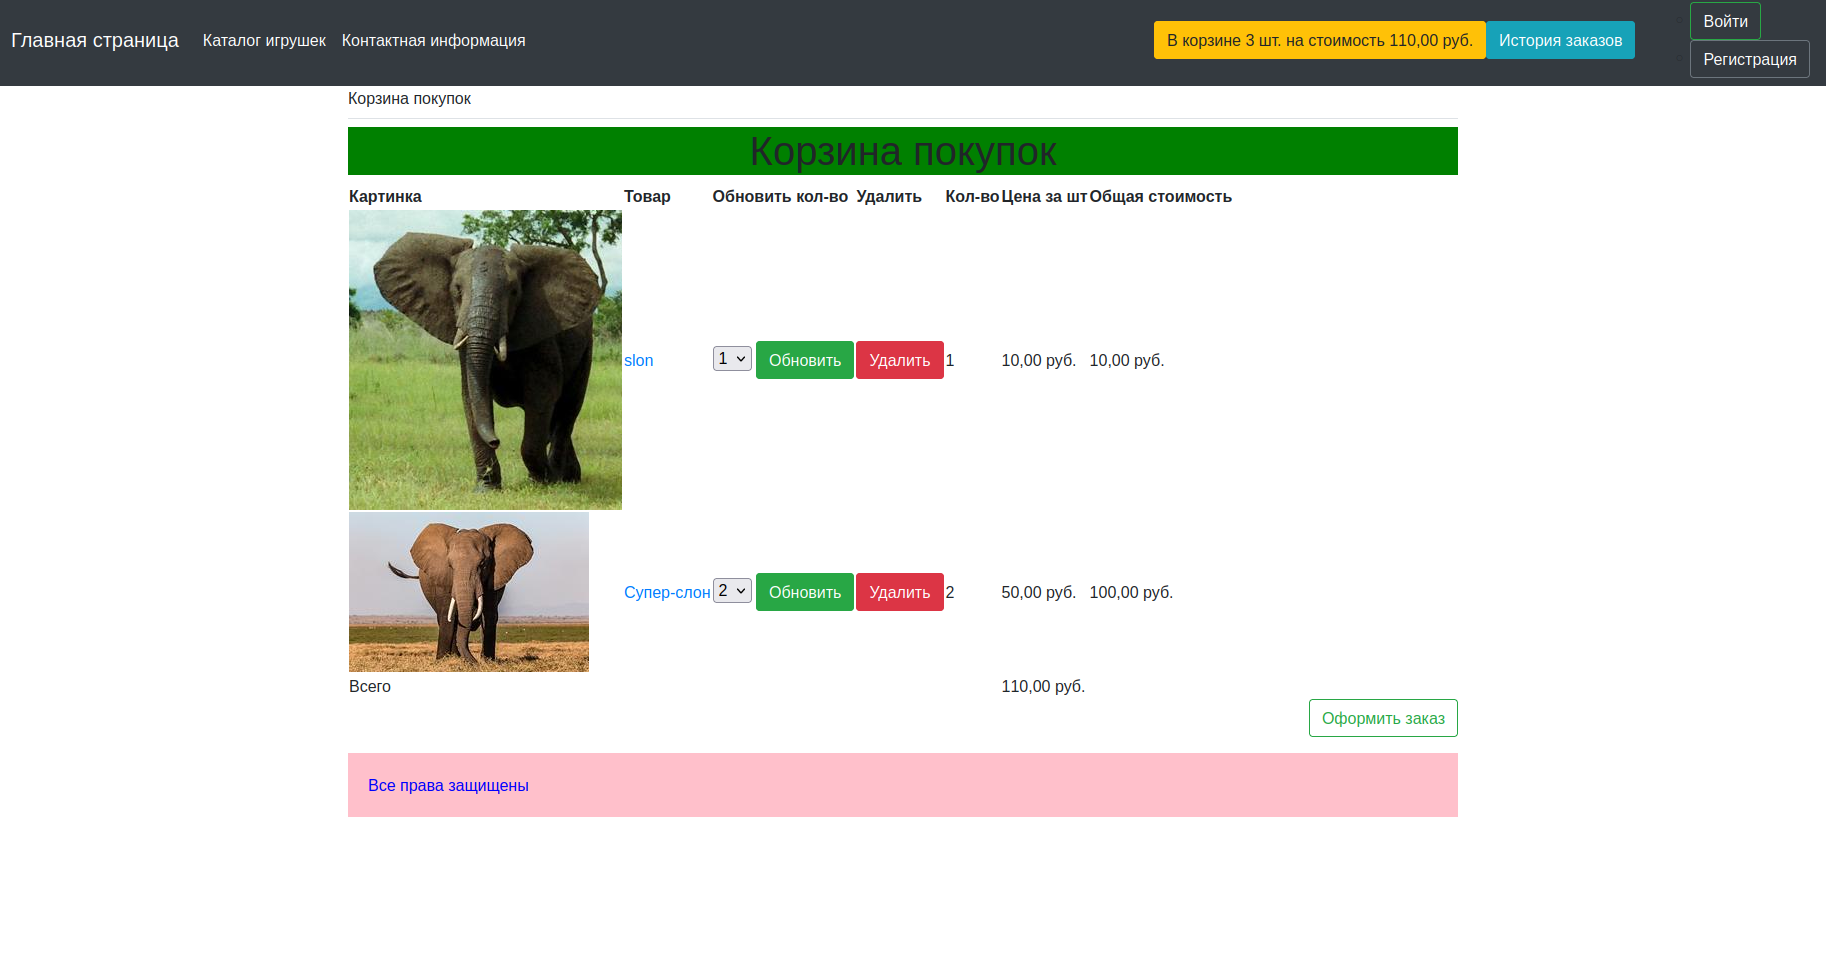 Главная страница Каталог игрушек Контактная информация В корзине 3 шт. на стоимость 110,00 руб. История заказов Войти
Регистрация
Корзина покупок
Корзина покупок
Картинка Товар Обновить кол-во Удалить Кол-во Цена за шт Общая стоимость
slon 1 Обновить Удалить 1 10,00 руб. 10,00 руб.
Супер-слон 2 Обновить Удалить 2 50,00 руб. 100,00 руб.
Всего 110,00 руб.
Оформить заказ
Все права защищены